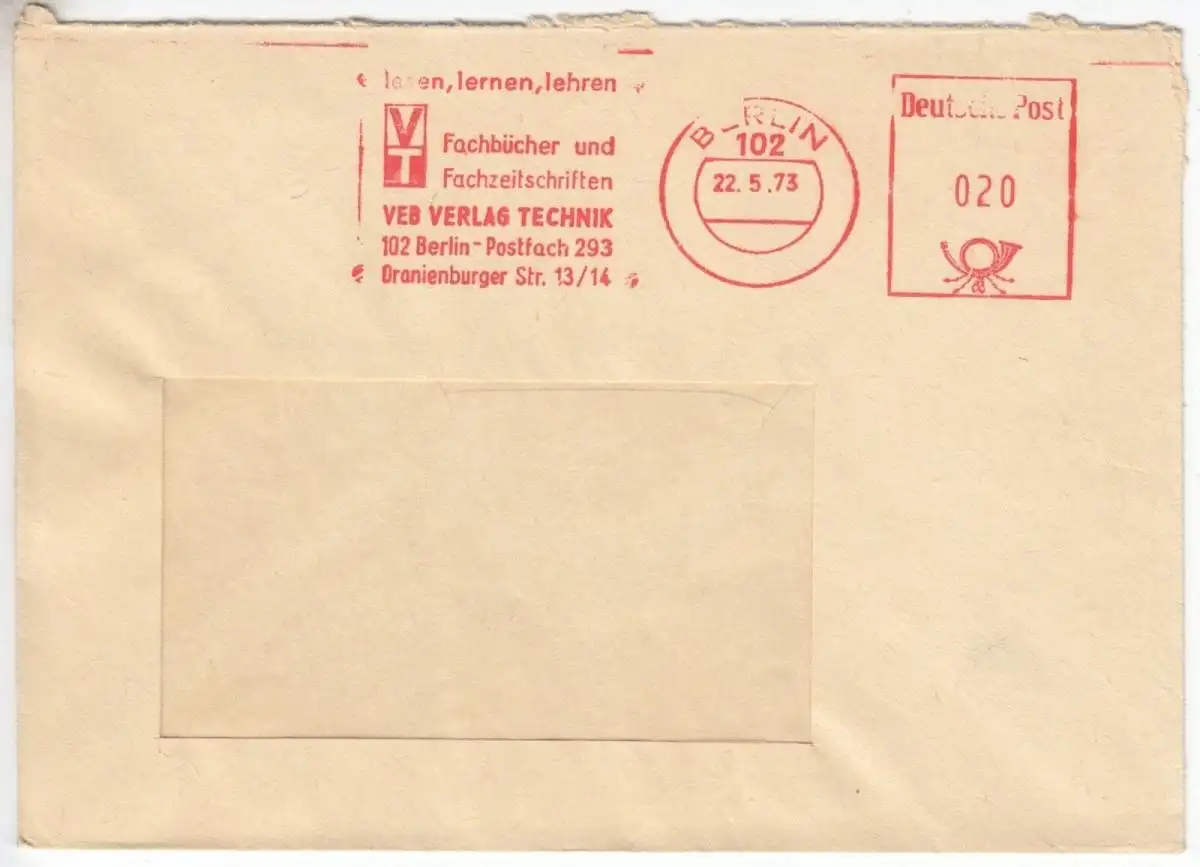 lesen, lernen, lehren
VT
Fachbücher und
Fachzeitschriften
VEB VERLAG TECHNIK
102 Berlin - Postfach 293
Oranienburger Str. 13/14
BERLIN
102
22. 5. 73
Deutsche Post
020